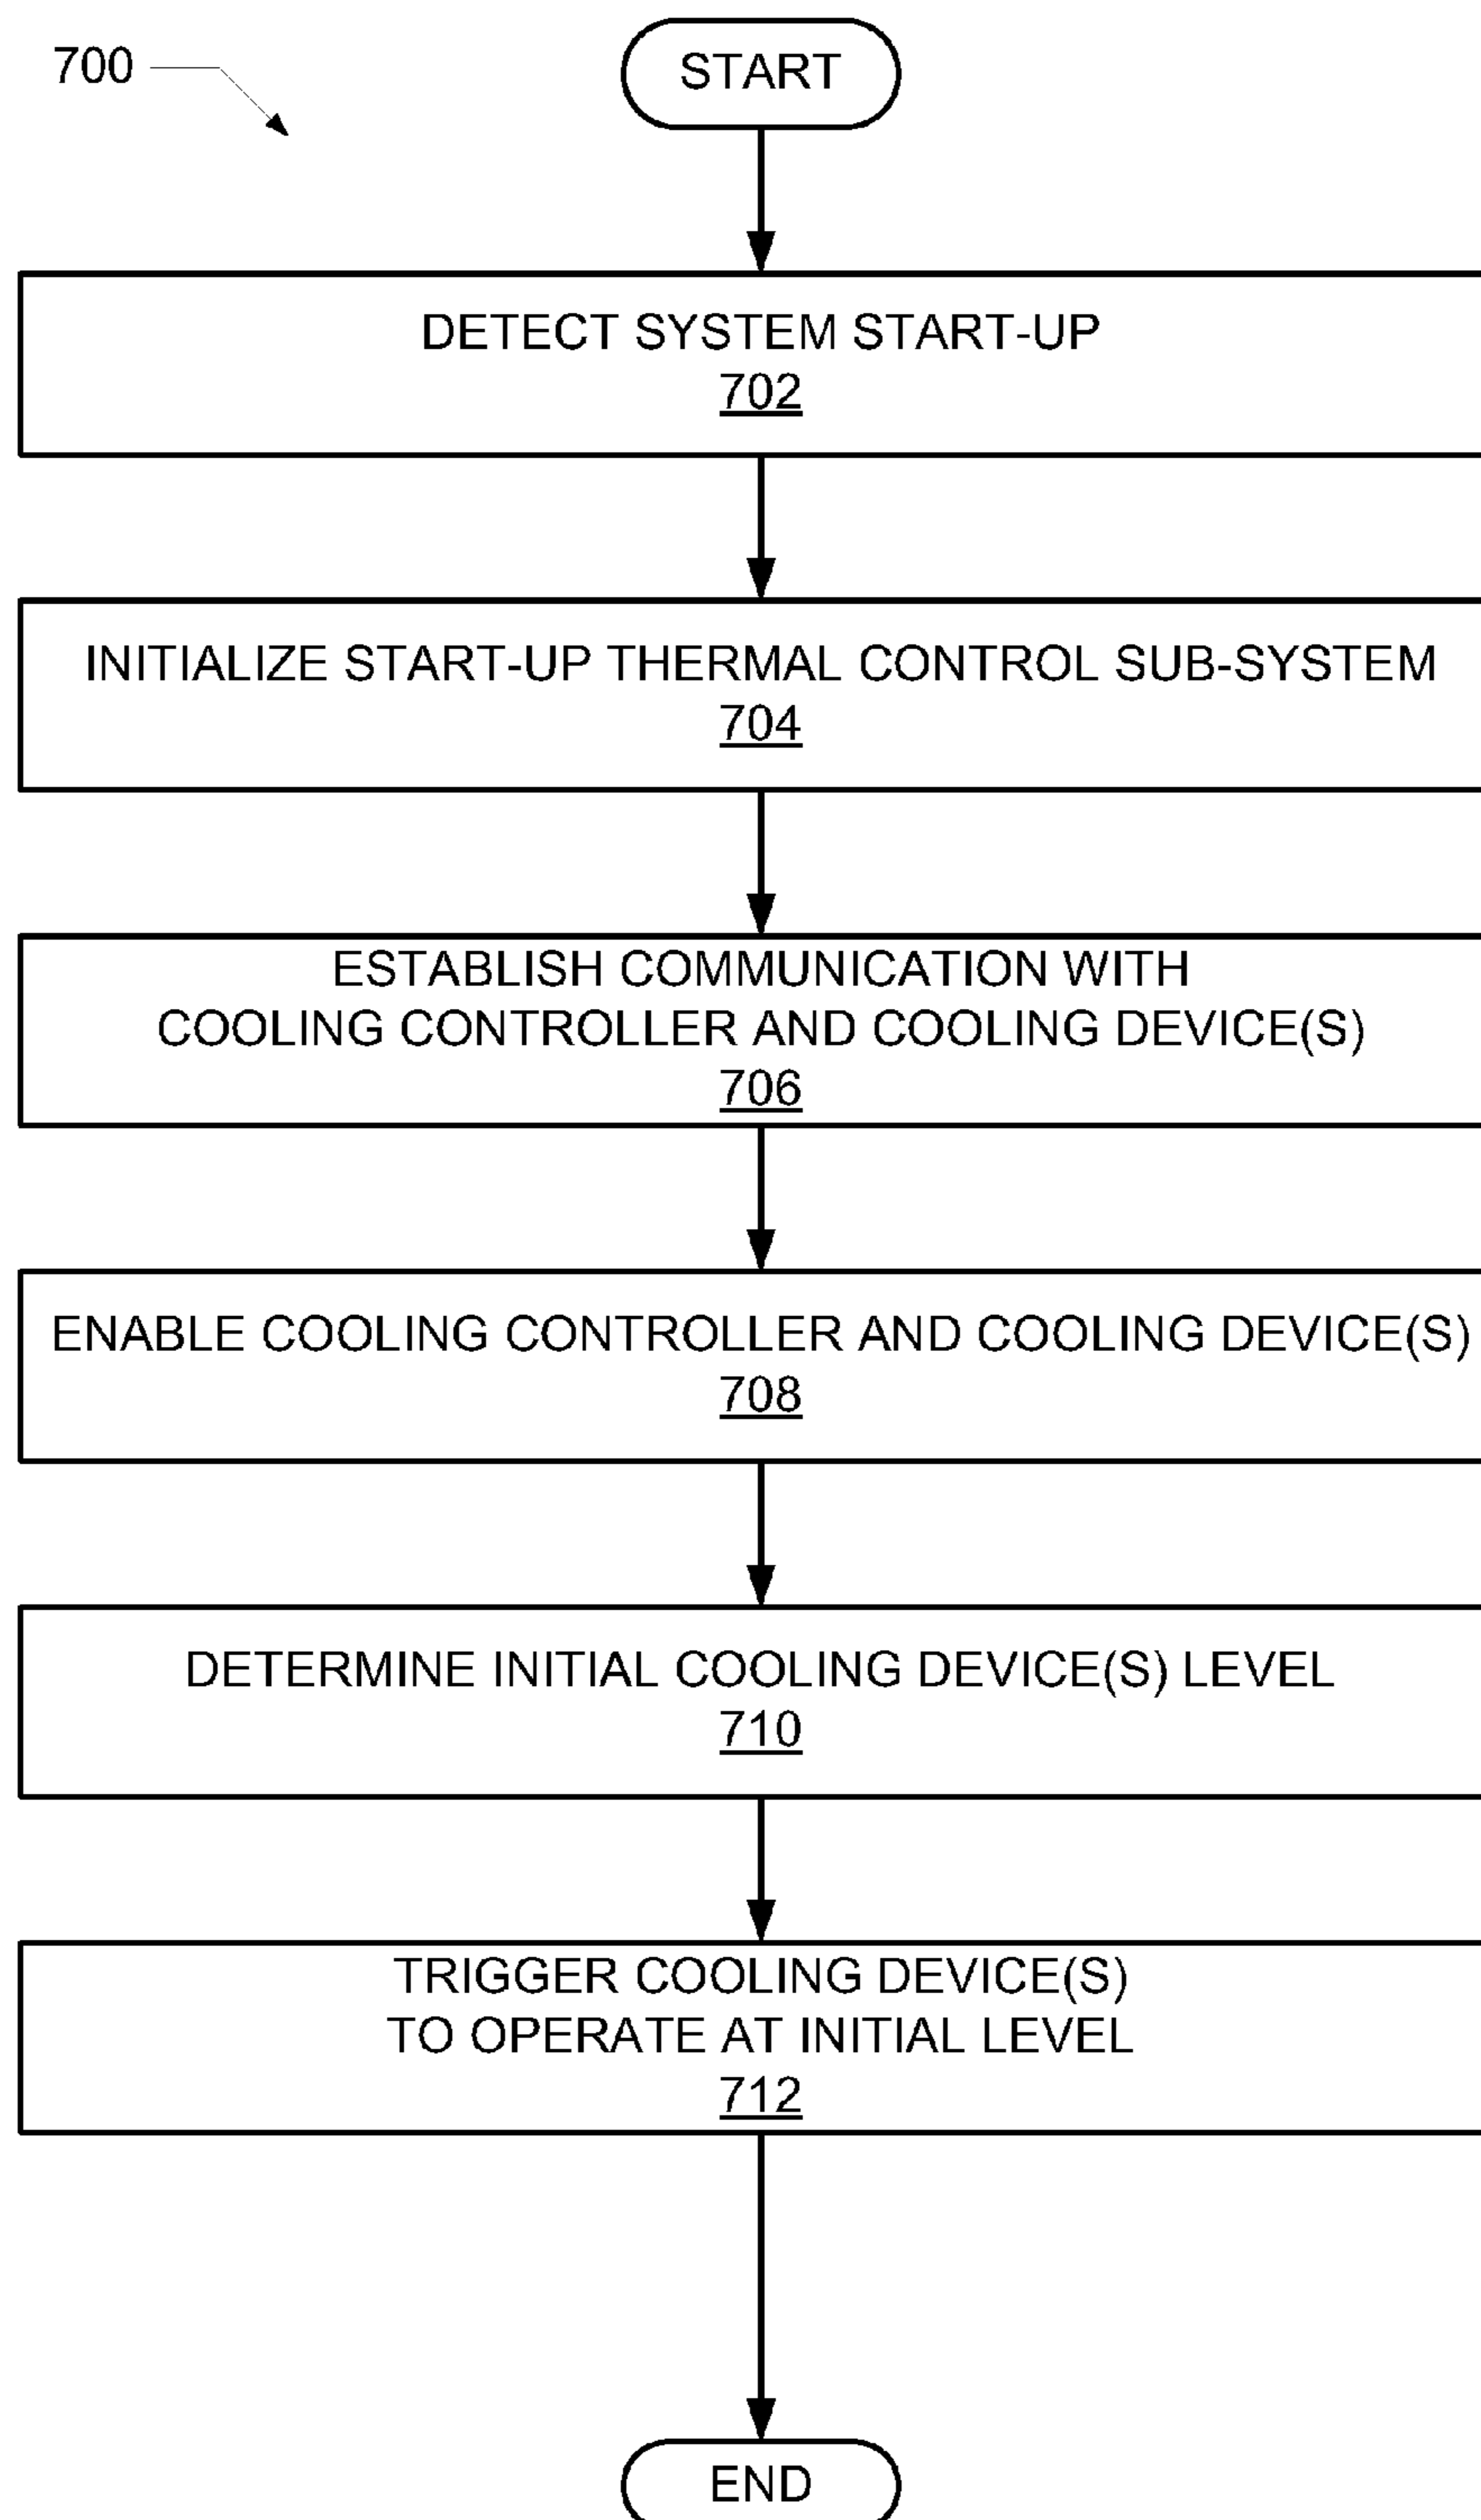 700
START
DETECT SYSTEM START-UP
702
INITIALIZE START-UP THERMAL CONTROL SUB-SYSTEM
704
ESTABLISH COMMUNICATION WITH
COOLING CONTROLLER AND COOLING DEVICE(S)
706
ENABLE COOLING CONTROLLER AND COOLING DEVICE(S)
708
DETERMINE INITIAL COOLING DEVICE(S) LEVEL
710
TRIGGER COOLING DEVICE(S)
TO OPERATE AT INITIAL LEVEL
712
END